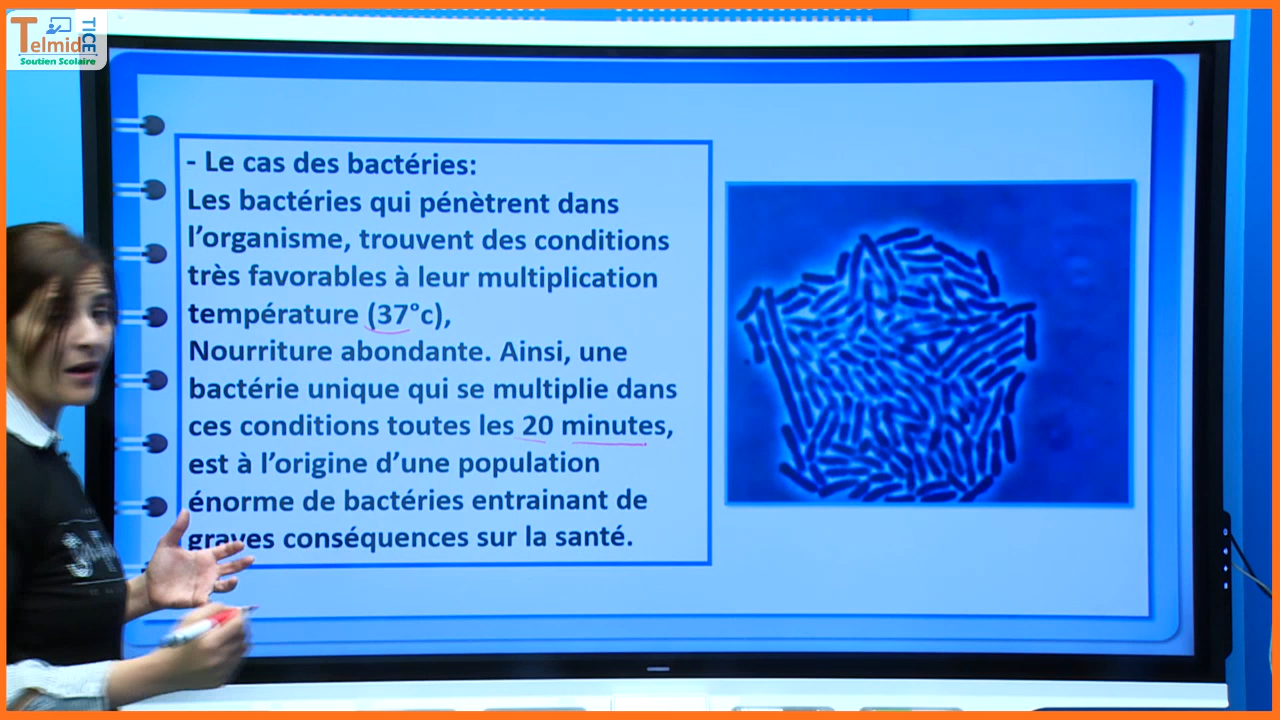 Telmid
TICE
Soutien Scolaire
- Le cas des bactéries:
Les bactéries qui pénètrent dans
l'organisme, trouvent des conditions
très favorables à leur multiplication
température (37°c),
Nourriture abondante. Ainsi, une
bactérie unique qui se multiplie dans
ces conditions toutes les 20 minutes,
est à l'origine d'une population
énorme de bactéries entrainant de
graves conséquences sur la santé.